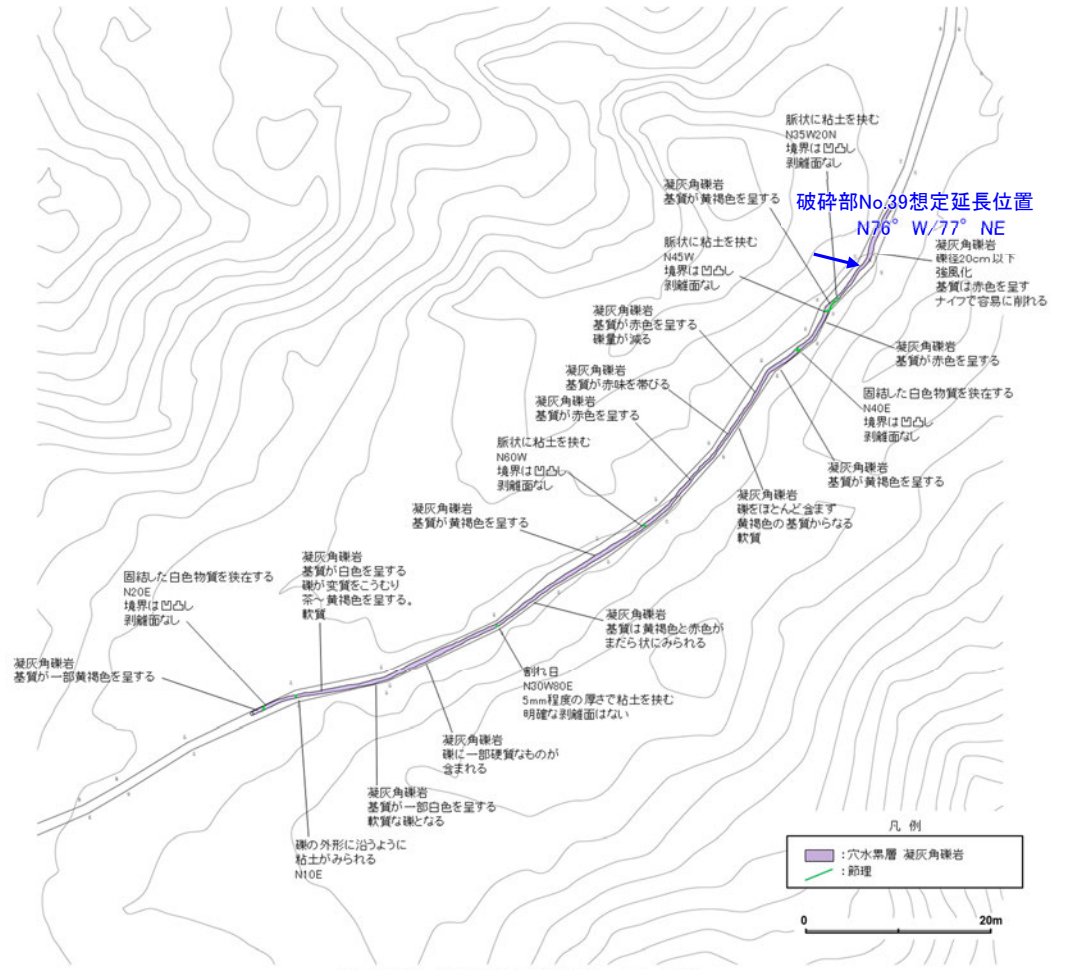 脈状に粘土を挟む
N35W20N
境界は凹凸し
剥離面なし
凝灰角礫岩
基質が黄褐色を呈する
破砕部No.39想定延長位置
N76°W/77°NE
脈状に粘土を挟む
N45W
境界は凹凸し
剥離面なし
凝灰角礫岩
礫径20cm以下
強風化
基質は赤色を呈す
ナイフで容易に削れる
凝灰角礫岩
基質が赤色を呈する
礫量が減る
凝灰角礫岩
基質が赤色を呈する
凝灰角礫岩
基質が赤味を帯びる
固結した白色物質を狭在する
N40E
境界は凹凸し
剥離面なし
凝灰角礫岩
基質が赤色を呈する
脈状に粘土を挟む
N60W
境界は凹凸し
剥離面なし
凝灰角礫岩
基質が黄褐色を呈する
凝灰角礫岩
礫をほとんど含まず
黄褐色の基質からなる
軟質
凝灰角礫岩
基質が黄褐色を呈する
凝灰角礫岩
基質が白色を呈する
礫が変質をこうむり
茶~黄褐色を呈する。
軟質
固結した白色物質を狭在する
N20E
境界は凹凸し
剥離面なし
凝灰角礫岩
基質は黄褐色と赤色が
まだら状にみられる
凝灰角礫岩
基質が一部黄褐色を呈する
割れ目
N30W80E
5mm程度の厚さで粘土を挟む
明確な剥離面はない
凝灰角礫岩
礫に一部硬質なものが
含まれる
凝灰角礫岩
基質が一部白色を呈する
軟質な礫となる
礫の外形に沿うように
粘土がみられる
N10E
凡 例
:穴水累層 凝灰角礫岩
:節理
0 20m